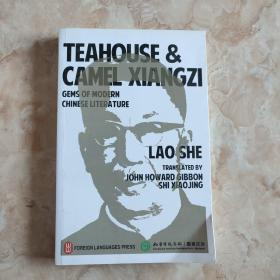 TEAHOUSE &
CAMEL XIANGZI
GEMS OF MODERN
CHINESE LITERATURE
LAO SHE
TRANSLATED BY
JOHN HOWARD GIBBON
SHI XIAOJING
FOREIGN LANGUAGES PRESS